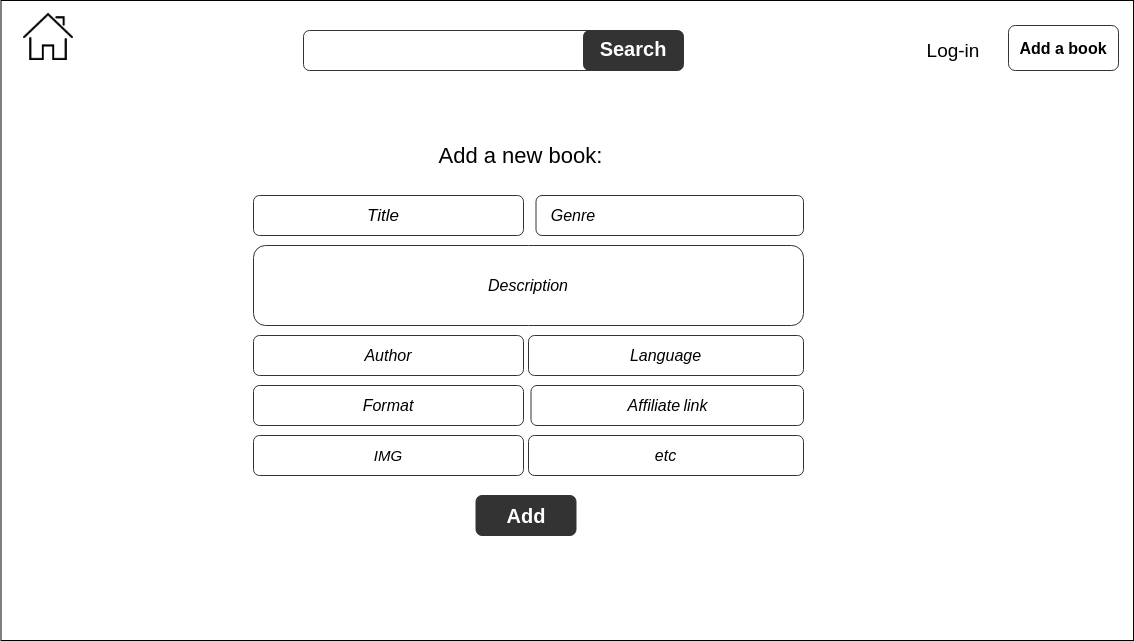 Search
Log-in
Add a book
Add a new book:
Title
Genre
Description
Author
Language
Format
Affiliate link
IMG
etc
Add